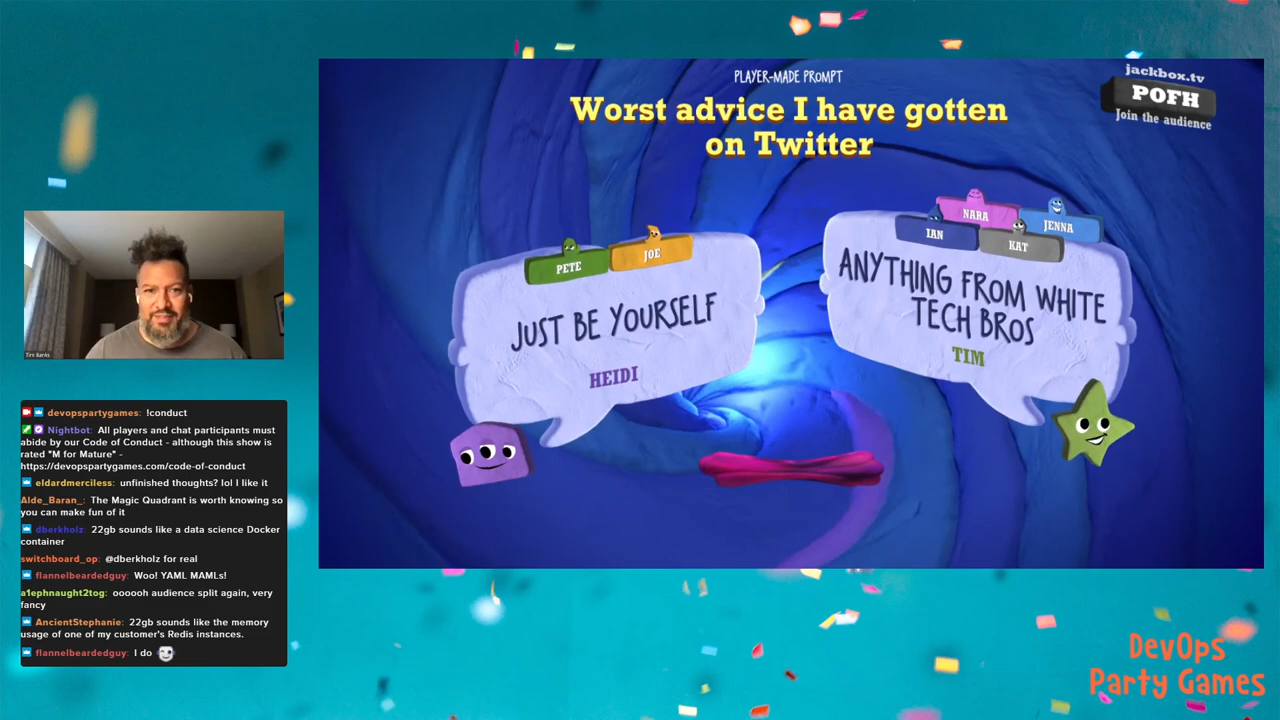 PLAYER-MADE PROMPT
Worst advice I have gotten
on Twitter
jackbox.tv
POFH
Join the audience
PETE
JOE
JUST BE YOURSELF
HEIDI
NARA
JENNA
IAN
KAT
ANYTHING FROM WHITE
TECH BROS
TIM
Tim Banks
devopspartygames: !conduct
Nightbot: All players and chat participants must
abide by our Code of Conduct - although this show is
rated "M for Mature" -
https://devopspartygames.com/code-of-conduct
eldardmerciless: unfinished thoughts? lol I like it
Alde_Baran_: The Magic Quadrant is worth knowing so
you can make fun of it
dberkholz: 22gb sounds like a data science Docker
container
switchboard_op: @dberkholz for real
flannelbeardedguy: Woo! YAML MAMLs!
a1ephnaught2tog: oooooh audience split again, very
fancy
AncientStephanie: 22gb sounds like the memory
usage of one of my customer's Redis instances.
flannelbeardedguy: I do
DevOps
Party Games